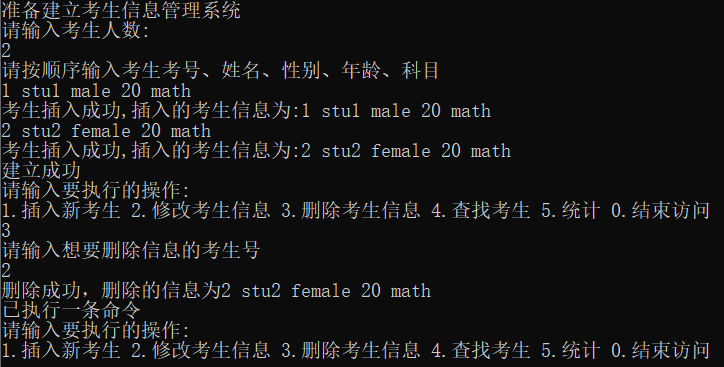 准备建立考生信息管理系统
请输入考生人数:
2
请按顺序输入考生考号、姓名、性别、年龄、科目
1 stu1 male 20 math
考生插入成功,插入的考生信息为:1 stu1 male 20 math
2 stu2 female 20 math
考生插入成功,插入的考生信息为:2 stu2 female 20 math
建立成功
请输入要执行的操作:
1.插入新考生 2.修改考生信息 3.删除考生信息 4.查找考生 5.统计 0.结束访问
3
请输入想要删除信息的考生号
2
删除成功，删除的信息为2 stu2 female 20 math
已执行一条命令
请输入要执行的操作:
1.插入新考生 2.修改考生信息 3.删除考生信息 4.查找考生 5.统计 0.结束访问